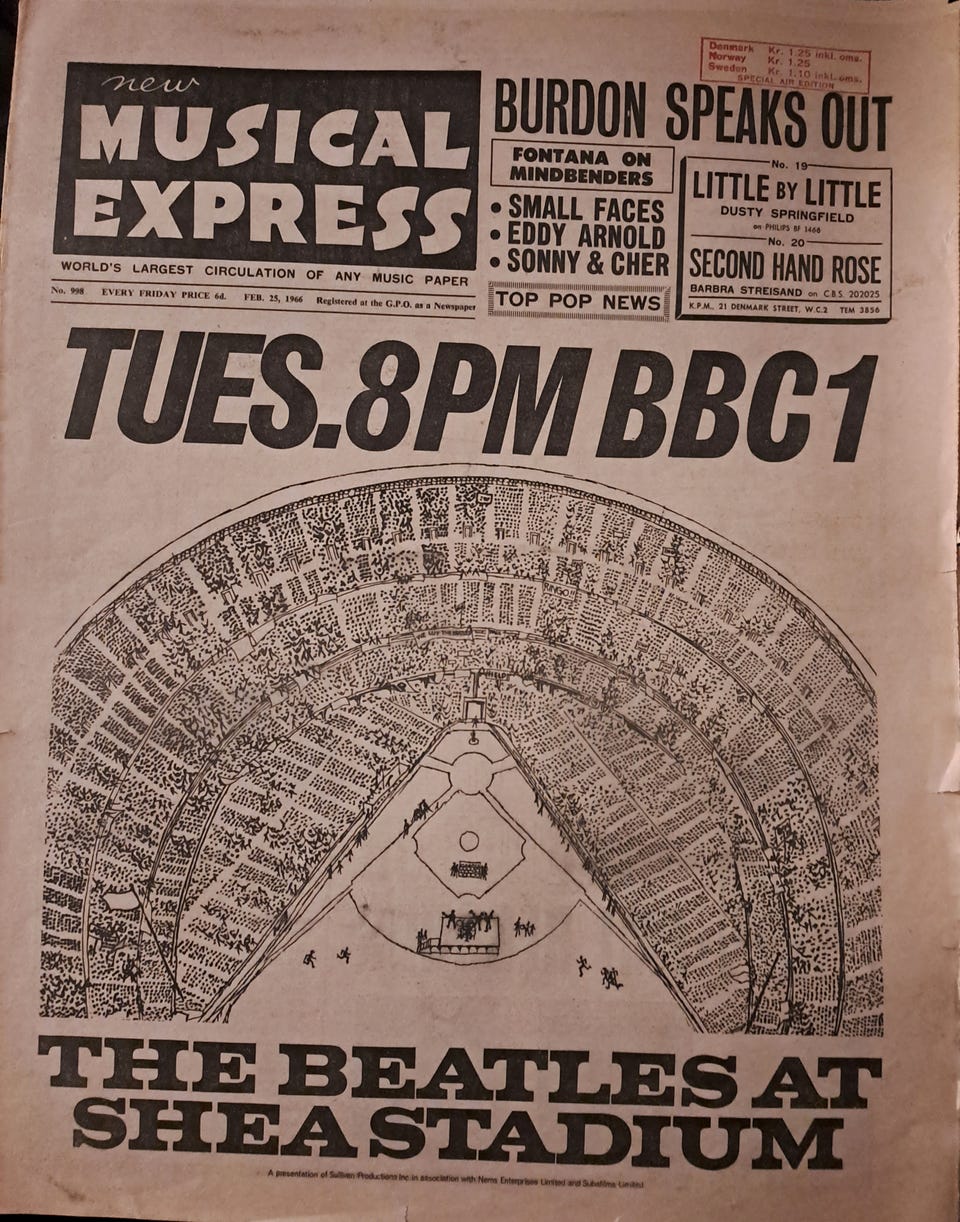 Denmark Kr. 1.25 inkl. oms.
Norway Kr. 1.25
Sweden Kr. 1.10 inkl. oms.
SPECIAL AIR EDITION
new
MUSICAL
EXPRESS
WORLD'S LARGEST CIRCULATION OF ANY MUSIC PAPER
No. 998 EVERY FRIDAY PRICE 6d. FEB. 25, 1966 Registered at the G.P.O. as a Newspaper
BURDON SPEAKS OUT
FONTANA ON
MINDBENDERS
• SMALL FACES
• EDDY ARNOLD
• SONNY & CHER
TOP POP NEWS
No. 19
LITTLE BY LITTLE
DUSTY SPRINGFIELD
on PHILIPS BF 1466
No. 20
SECOND HAND ROSE
BARBRA STREISAND on C.B.S. 202025
K.P.M., 21 DENMARK STREET, W.C.2 TEM 3856
TUES. 8PM BBC1
RINGO
THE BEATLES AT
SHEA STADIUM
A presentation of Sullivan Productions Inc. in association with Nems Enterprises Limited and Subafilms Limited